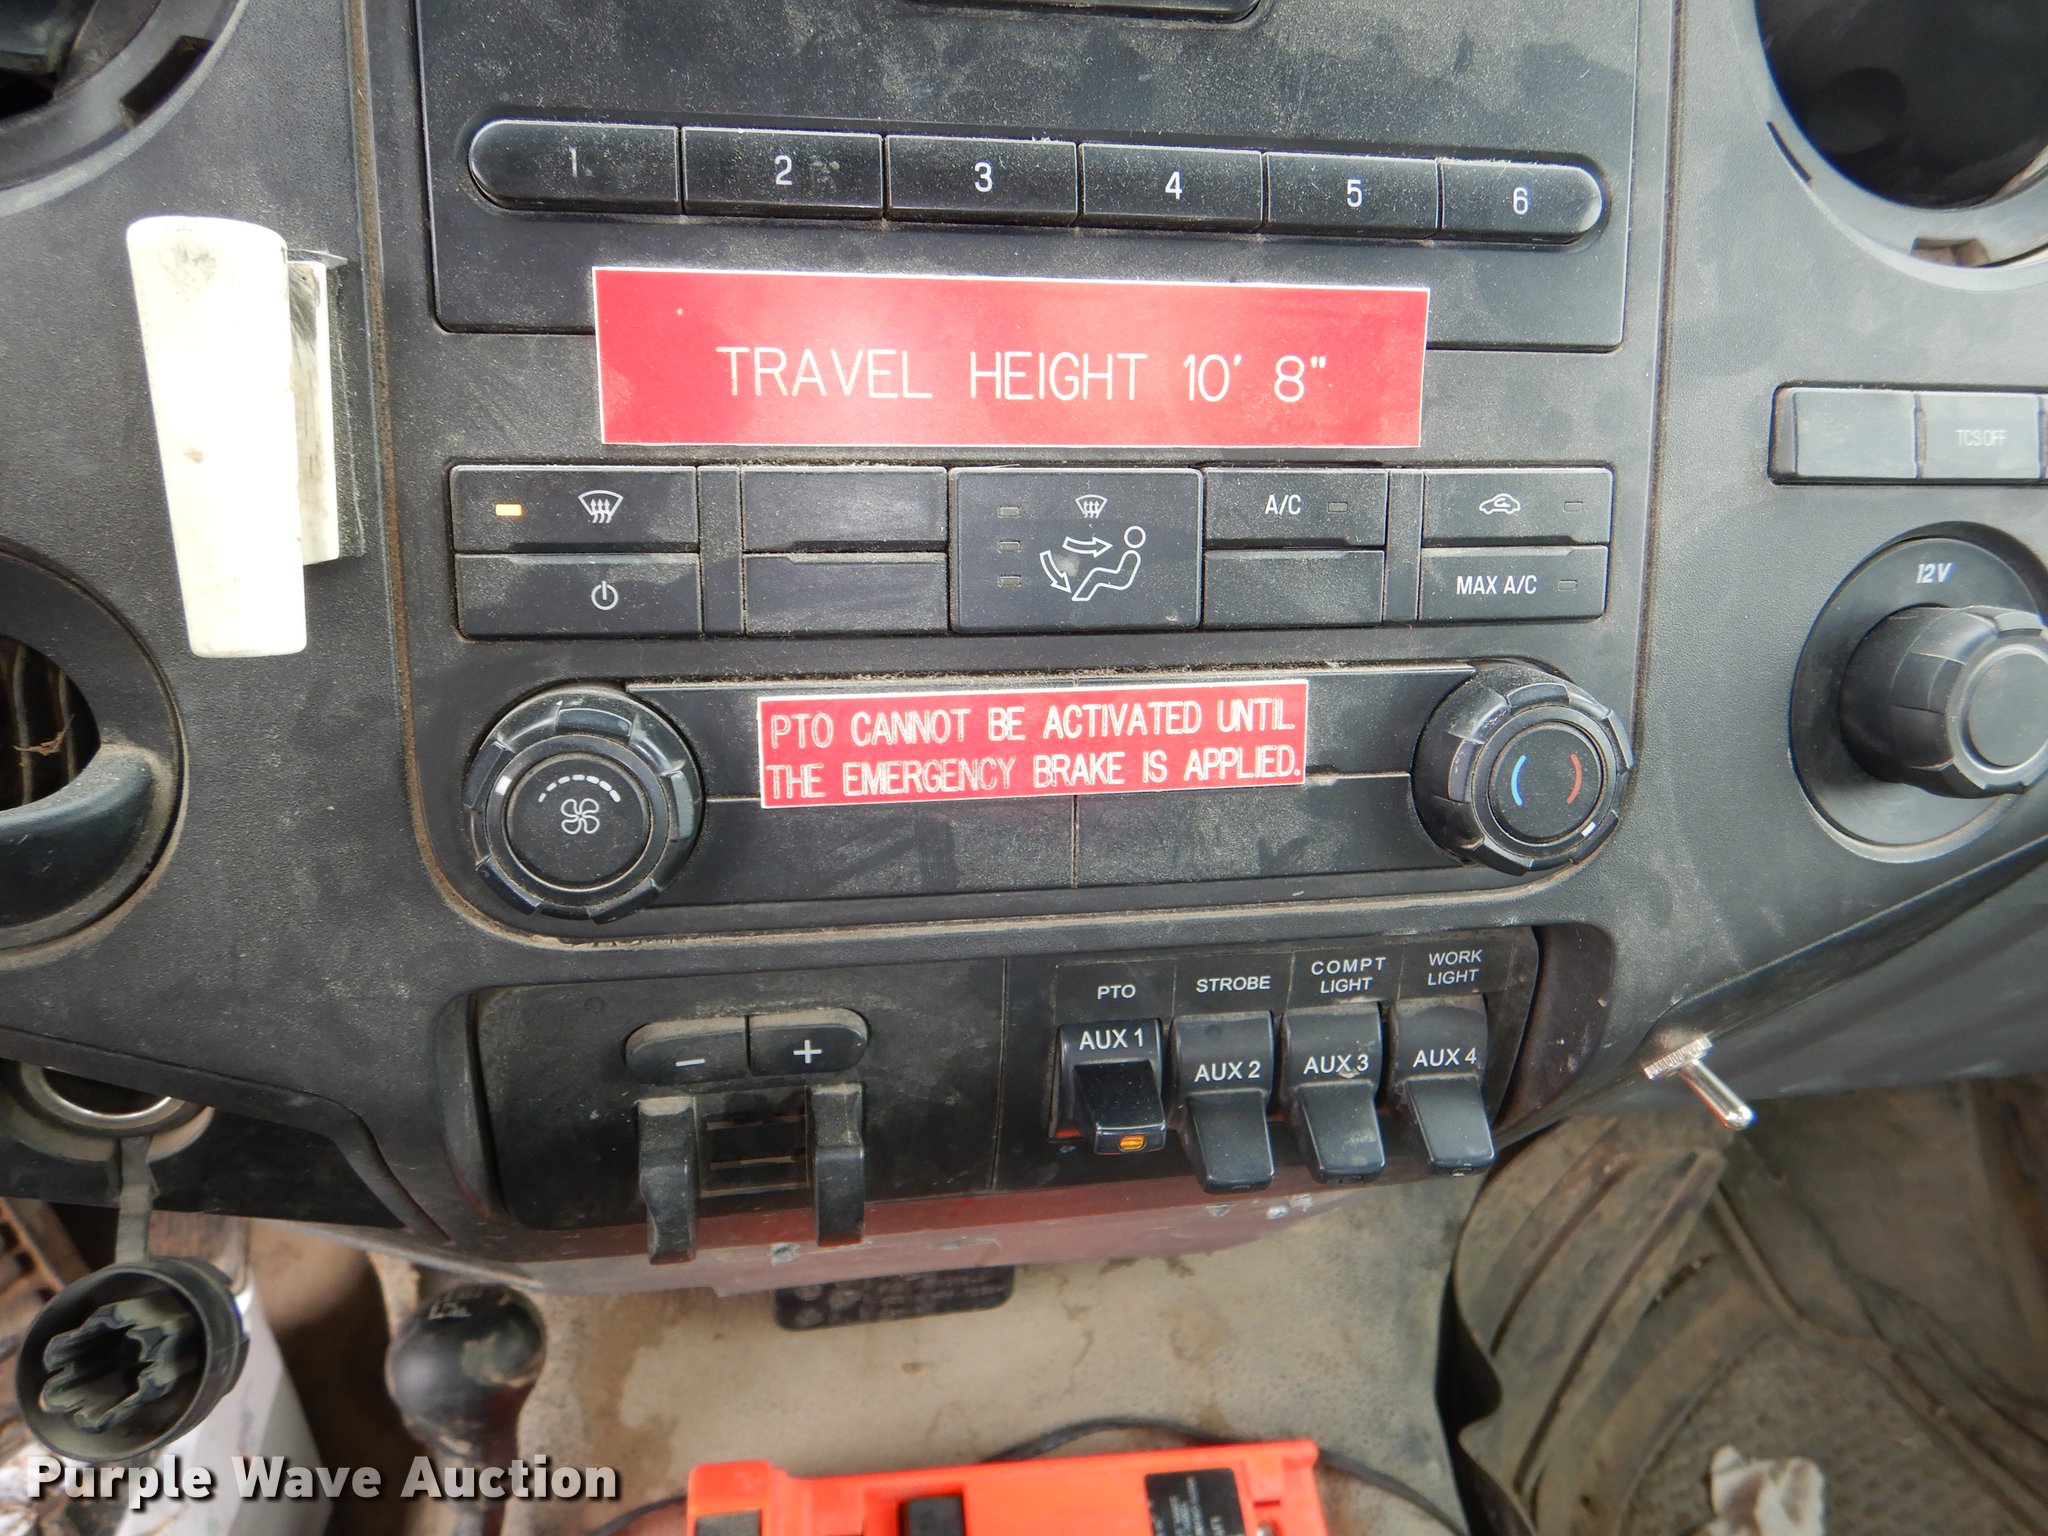 1 2 3 4 5 6
TRAVEL HEIGHT 10' 8"
TCS OFF
A/C
MAX A/C
12V
PTO CANNOT BE ACTIVATED UNTIL
THE EMERGENCY BRAKE IS APPLIED.
PTO
STROBE
COMPT
LIGHT
WORK
LIGHT
− +
AUX 1
AUX 2
AUX 3
AUX 4
Purple Wave Auction